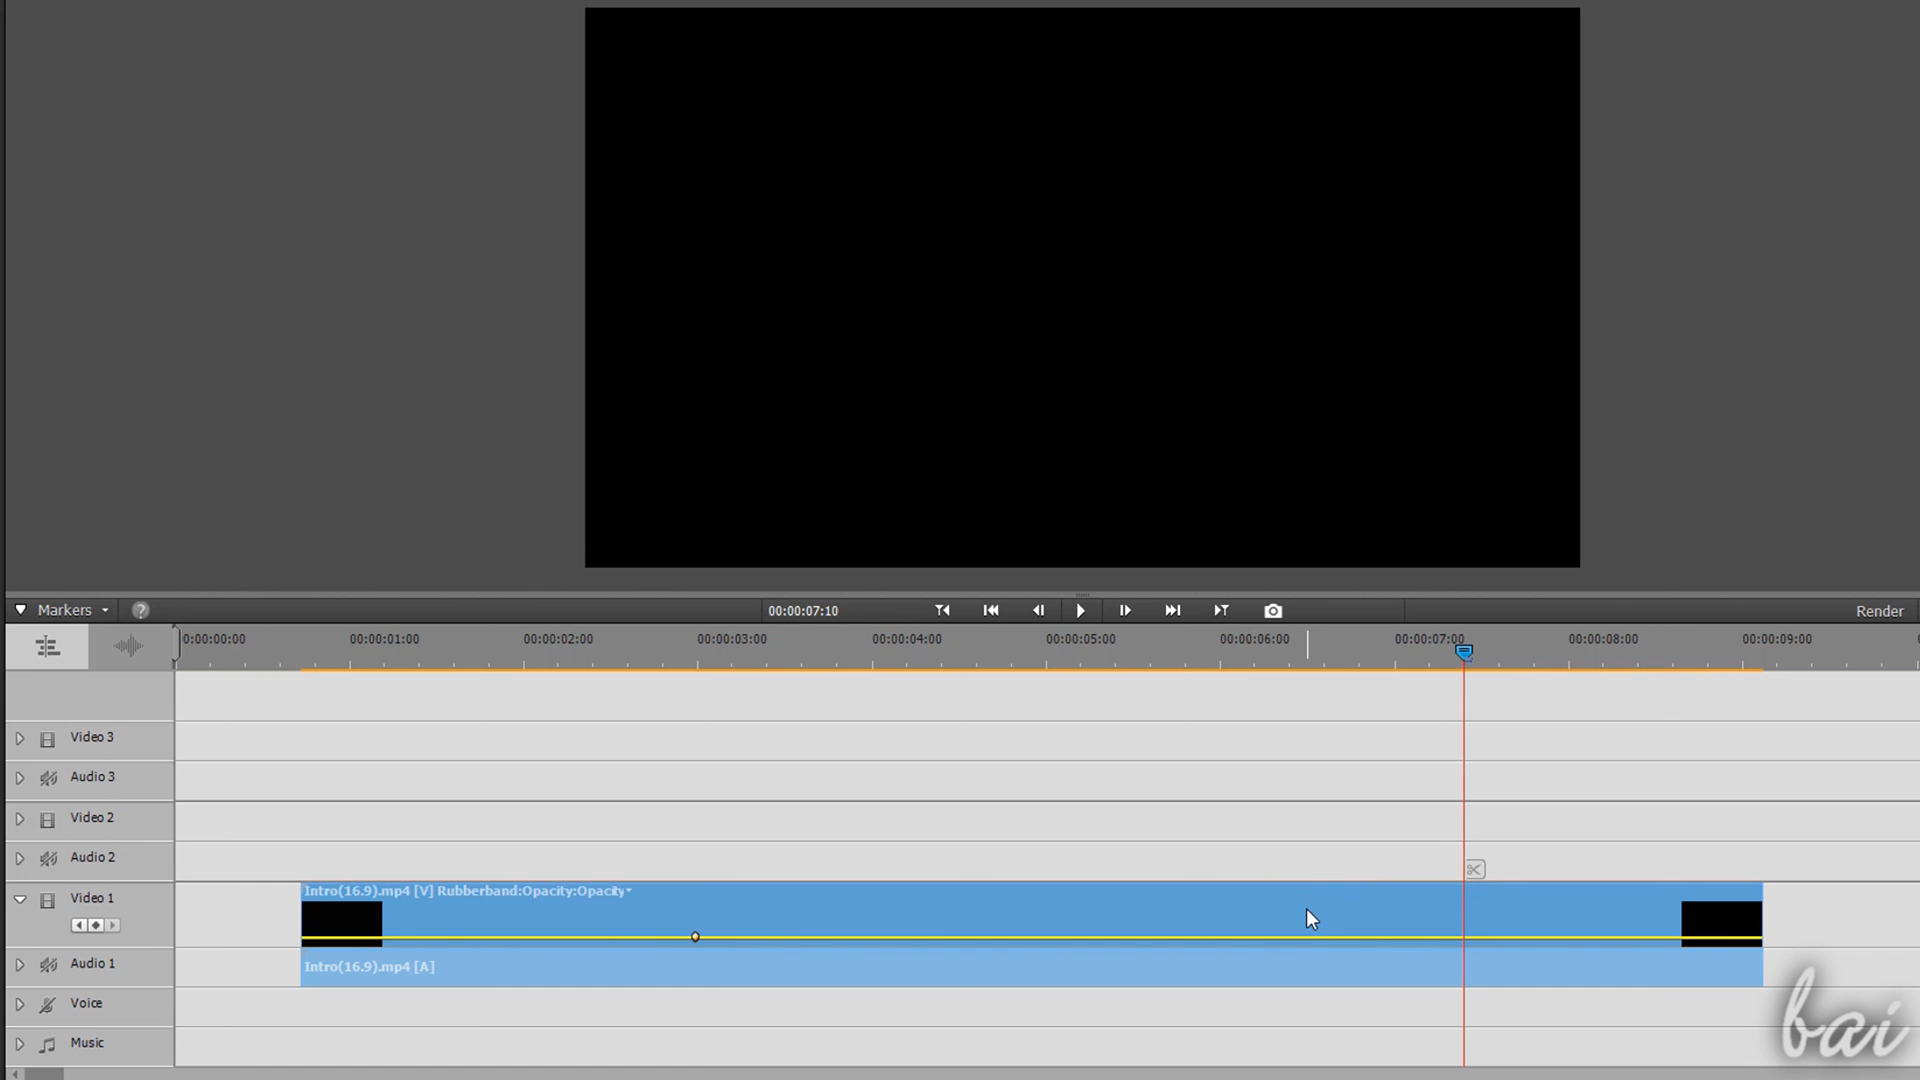 Markers
?
00:00:07:10
Render
0:00:00:00 00:00:01:00 00:00:02:00 00:00:03:00 00:00:04:00 00:00:05:00 00:00:06:00 00:00:07:00 00:00:08:00 00:00:09:00
Video 3
Audio 3
Video 2
Audio 2
Video 1
Intro(16.9).mp4 [V] Rubberband:Opacity:Opacity
Audio 1
Intro(16.9).mp4 [A]
Voice
Music
bai